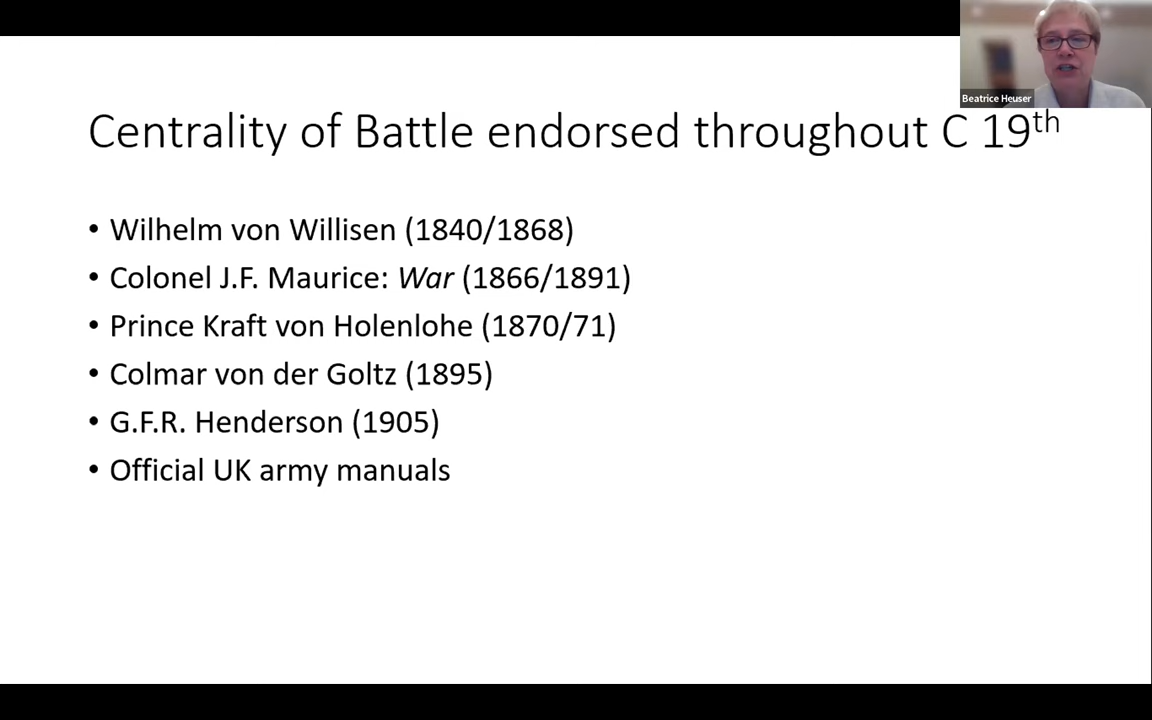 Beatrice Heuser
Centrality of Battle endorsed throughout C 19th
• Wilhelm von Willisen (1840/1868)
• Colonel J.F. Maurice: War (1866/1891)
• Prince Kraft von Holenlohe (1870/71)
• Colmar von der Goltz (1895)
• G.F.R. Henderson (1905)
• Official UK army manuals